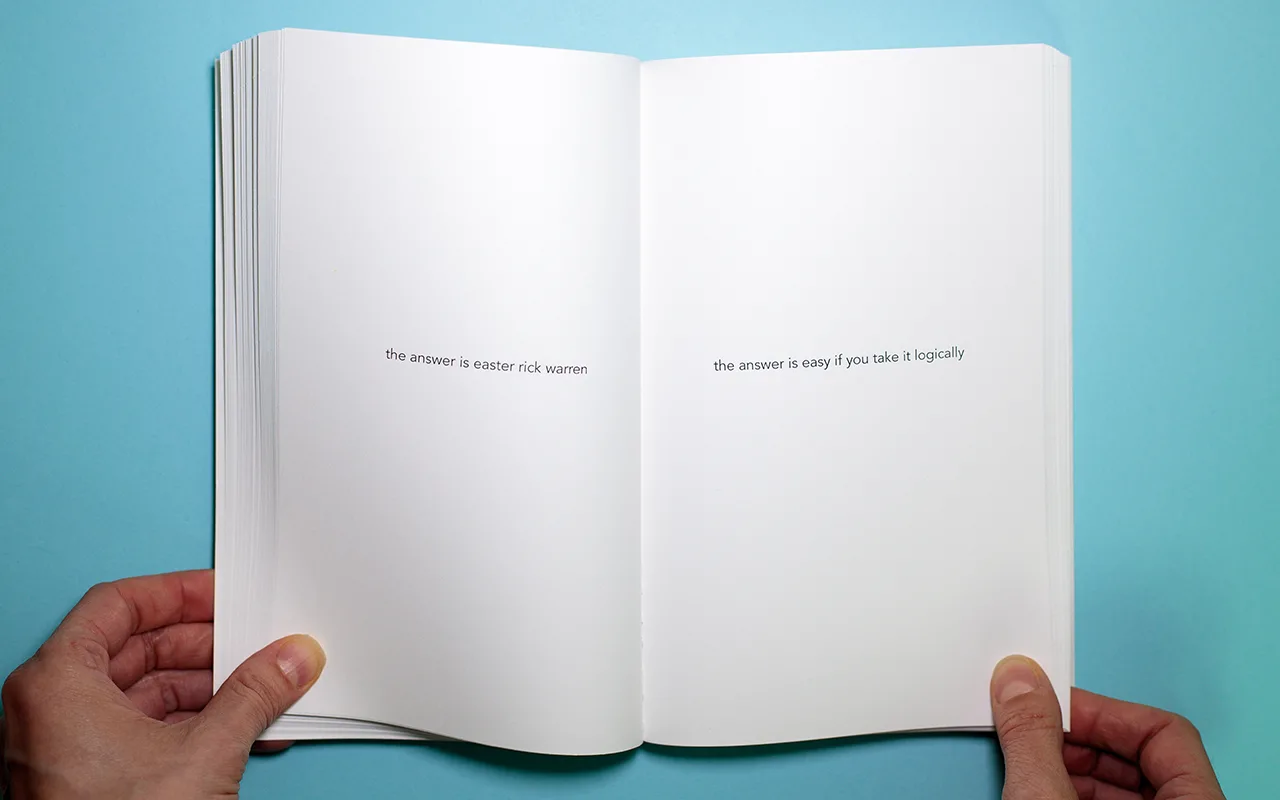 the answer is easter rick warren
the answer is easy if you take it logically